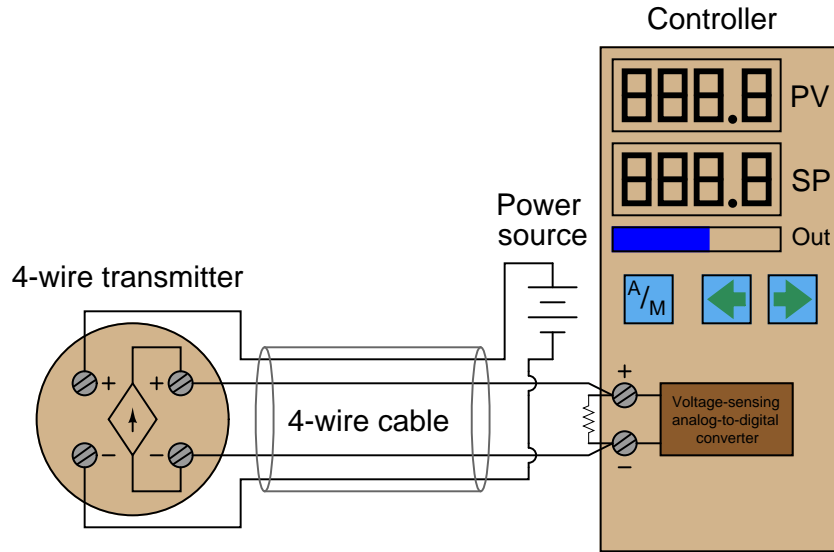 Controller
888.8
PV
888.8
SP
Out
A/M
Power
source
4-wire transmitter
+
+
−
−
4-wire cable
+
−
Voltage-sensing
analog-to-digital
converter